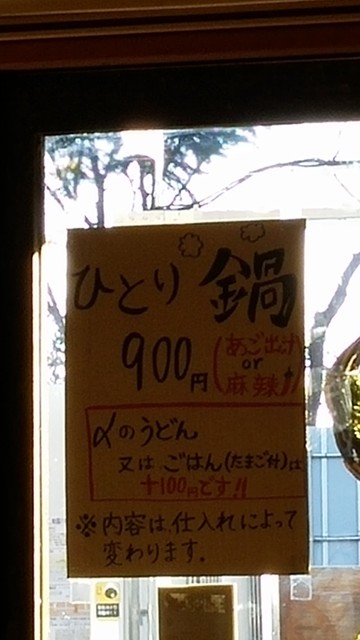 ひとり 鍋
900円 (あご出汁 or 麻辣)
〆のうどん
又は ごはん(たまご付)は
+100円です!!
※内容は仕入れによって
変わります。